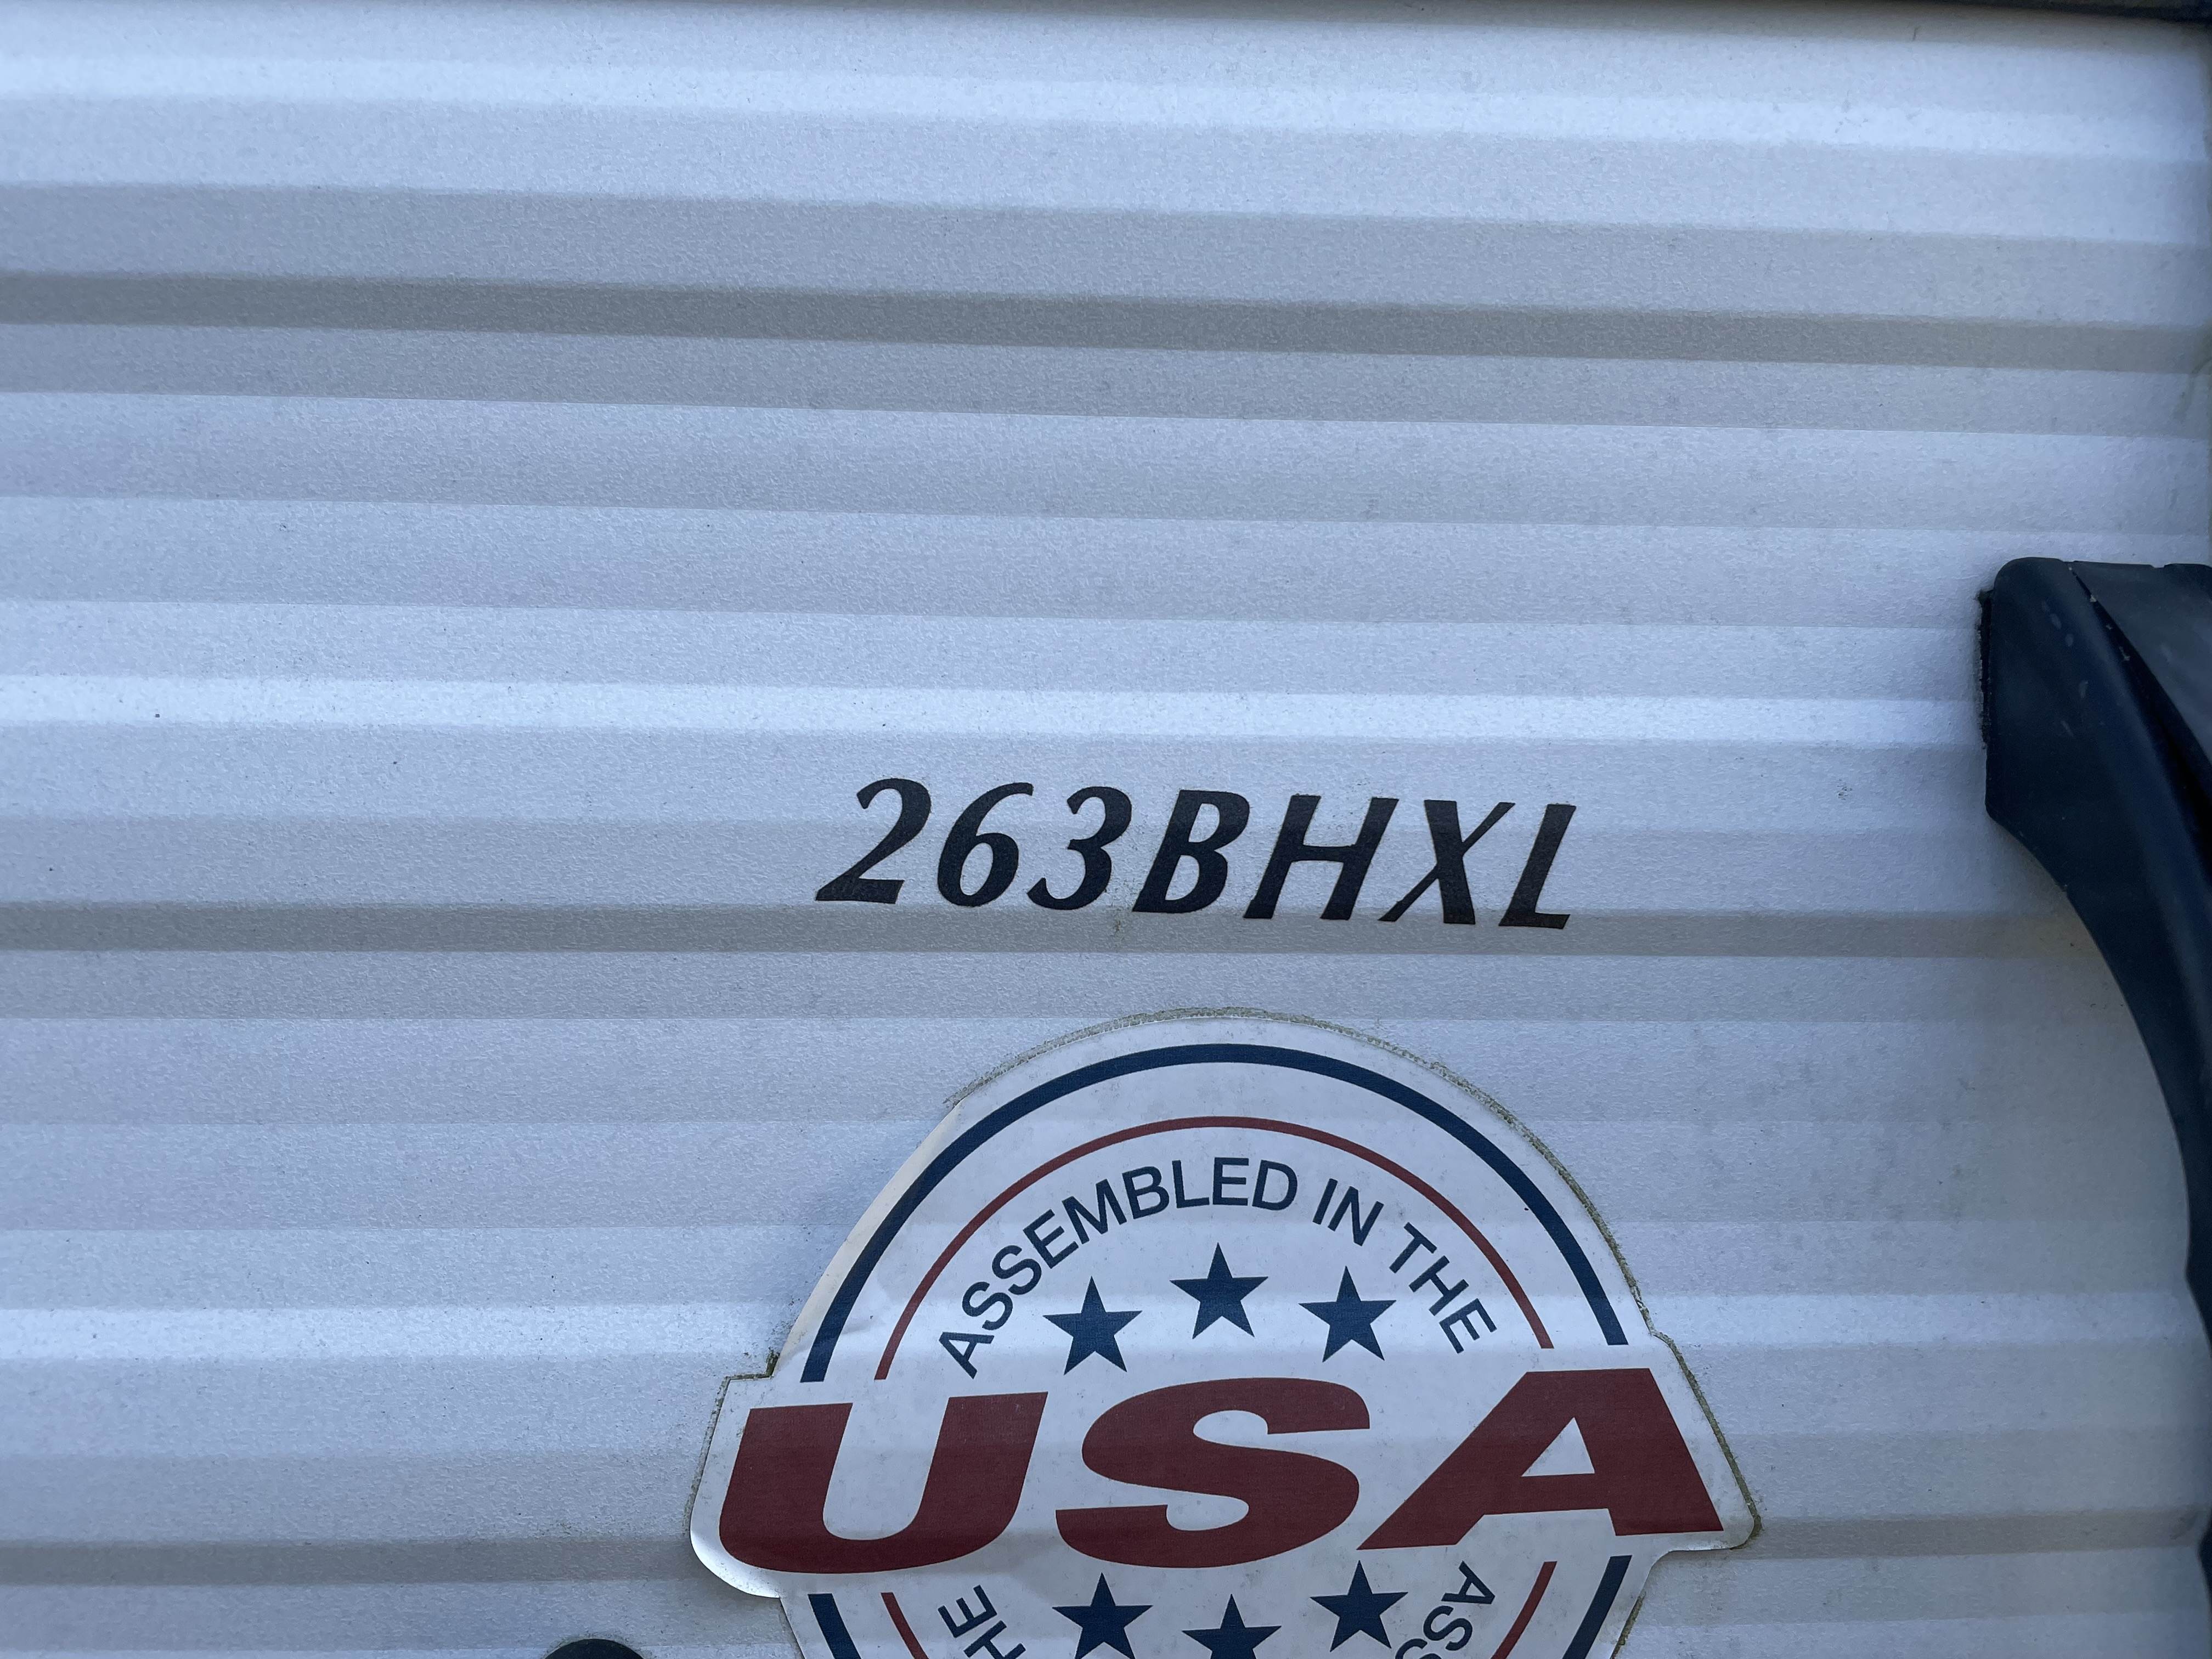 263BHXL
ASSEMBLED IN THE
USA